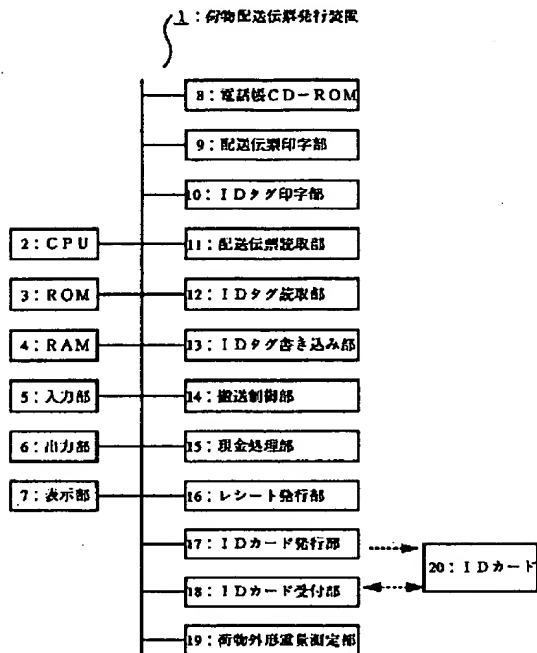 1：荷物配送伝票発行装置
8：電話帳CD－ROM
9：配送伝票印字部
10：IDタグ印字部
2：CPU
11：配送伝票読取部
3：ROM
12：IDタグ読取部
4：RAM
13：IDタグ書き込み部
5：入力部
14：搬送制御部
6：出力部
15：現金処理部
7：表示部
16：レシート発行部
17：IDカード発行部
18：IDカード受付部
20：IDカード
19：荷物外形重量測定部